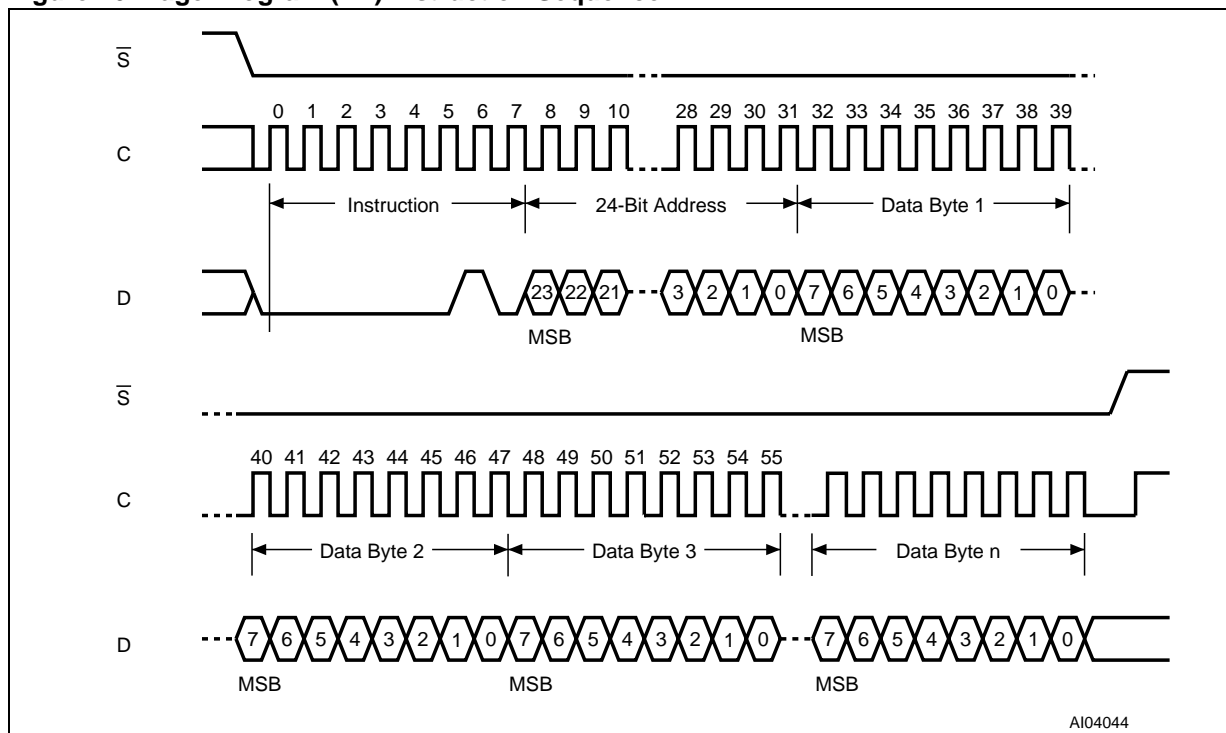 Figure Page Program (PP) Instruction Sequence
S̅
0 1 2 3 4 5 6 7 8 9 10 28 29 30 31 32 33 34 35 36 37 38 39
C
Instruction 24-Bit Address Data Byte 1
D 23 22 21 3 2 1 0 7 6 5 4 3 2 1 0
MSB MSB
S̅
40 41 42 43 44 45 46 47 48 49 50 51 52 53 54 55
C
Data Byte 2 Data Byte 3 Data Byte n
D 7 6 5 4 3 2 1 0 7 6 5 4 3 2 1 0 7 6 5 4 3 2 1 0
MSB MSB MSB
AI04044